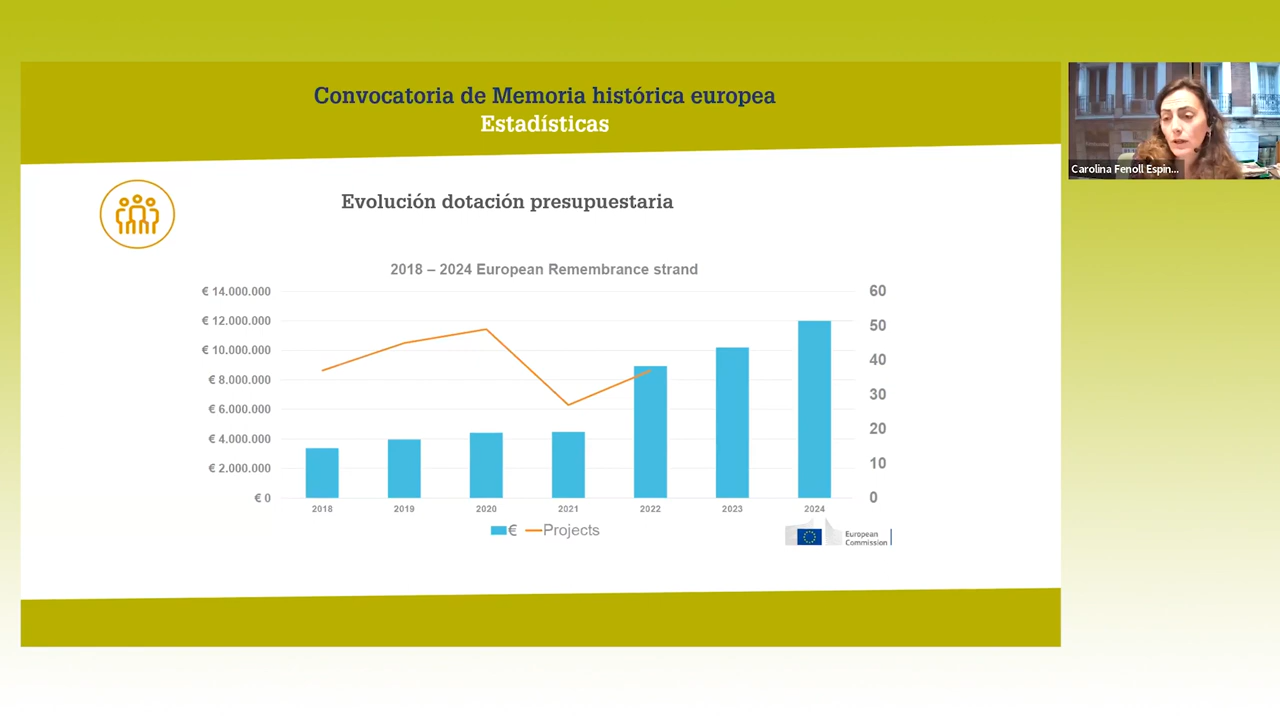 Convocatoria de Memoria histórica europea
Estadísticas
Carolina Fenoll Espin...
Evolución dotación presupuestaria
2018 – 2024 European Remembrance strand
€ 14.000.000
€ 12.000.000
€ 10.000.000
€ 8.000.000
€ 6.000.000
€ 4.000.000
€ 2.000.000
€ 0
60
50
40
30
20
10
0
2018 2019 2020 2021 2022 2023 2024
€ Projects
European
Commission